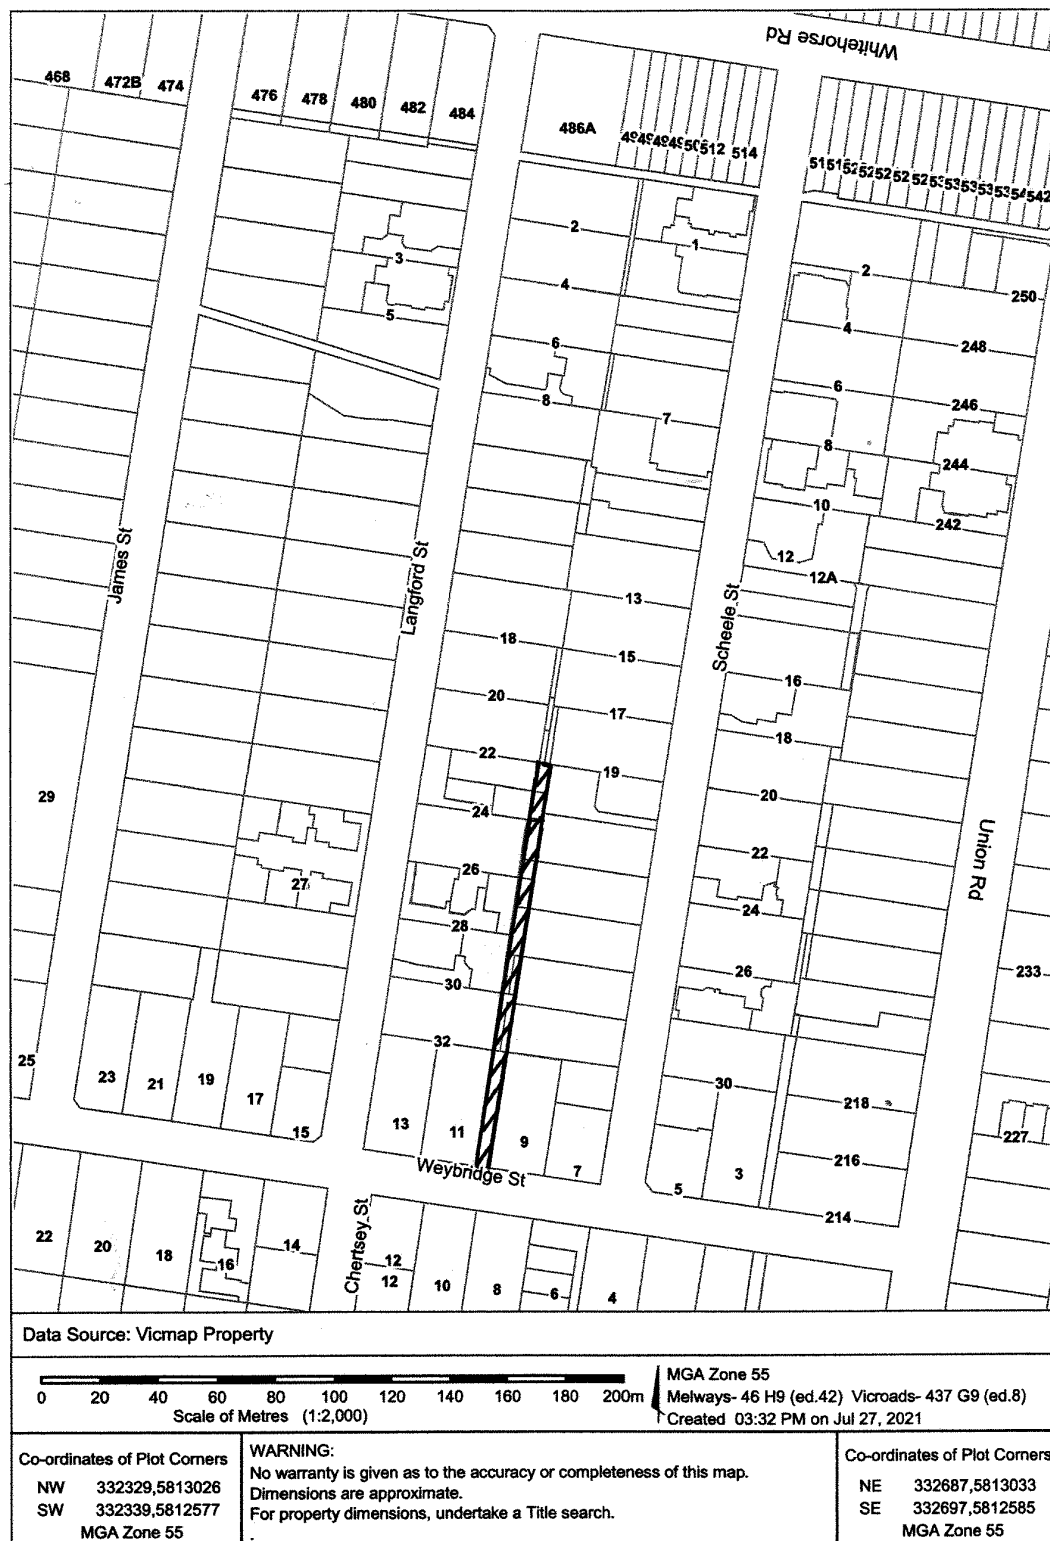 Whitehorse Rd
468 472B 474 476 478 480 482 484 486A 512 514 542
2 1 2 250
3 4 4 248
5 6 6 246
8 7 8 244
10 242
12
12A
13
18 15 16
20 17 18
22 19 20
24 22
26 24
27 28 26
30
32 30 218
29
233
227
216
214
James St
Langford St
Scheele St
Union Rd
25 23 21 19 17 15 13 11 9 7 5 3
Weybridge St
Chertsey St
22 20 18 16 14 12 12 10 8 6 4
Data Source: Vicmap Property
0 20 40 60 80 100 120 140 160 180 200m
Scale of Metres (1:2,000)
MGA Zone 55
Melways- 46 H9 (ed.42) Vicroads- 437 G9 (ed.8)
Created 03:32 PM on Jul 27, 2021
Co-ordinates of Plot Corners
NW 332329,5813026
SW 332339,5812577
MGA Zone 55
WARNING:
No warranty is given as to the accuracy or completeness of this map.
Dimensions are approximate.
For property dimensions, undertake a Title search.
.
Co-ordinates of Plot Corners
NE 332687,5813033
SE 332697,5812585
MGA Zone 55